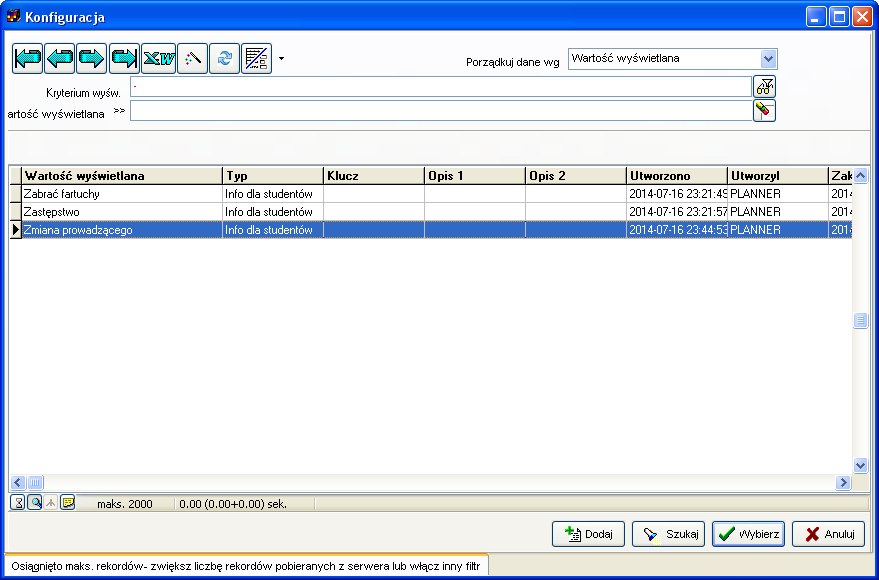 Konfiguracja
XW
Porządkuj dane wg Wartość wyświetlana
Kryterium wyśw.
artość wyświetlana >>
Wartość wyświetlana Typ Klucz Opis 1 Opis 2 Utworzono Utworzył Zak
Zabrać fartuchy Info dla studentów 2014-07-16 23:21:49 PLANNER 2014
Zastępstwo Info dla studentów 2014-07-16 23:21:57 PLANNER 2014
Zmiana prowadzącego Info dla studentów 2014-07-16 23:44:53 PLANNER 201
maks. 2000 0.00 (0.00+0.00) sek.
Dodaj Szukaj Wybierz Anuluj
Osiągnięto maks. rekordów- zwiększ liczbę rekordów pobieranych z serwera lub włącz inny filtr